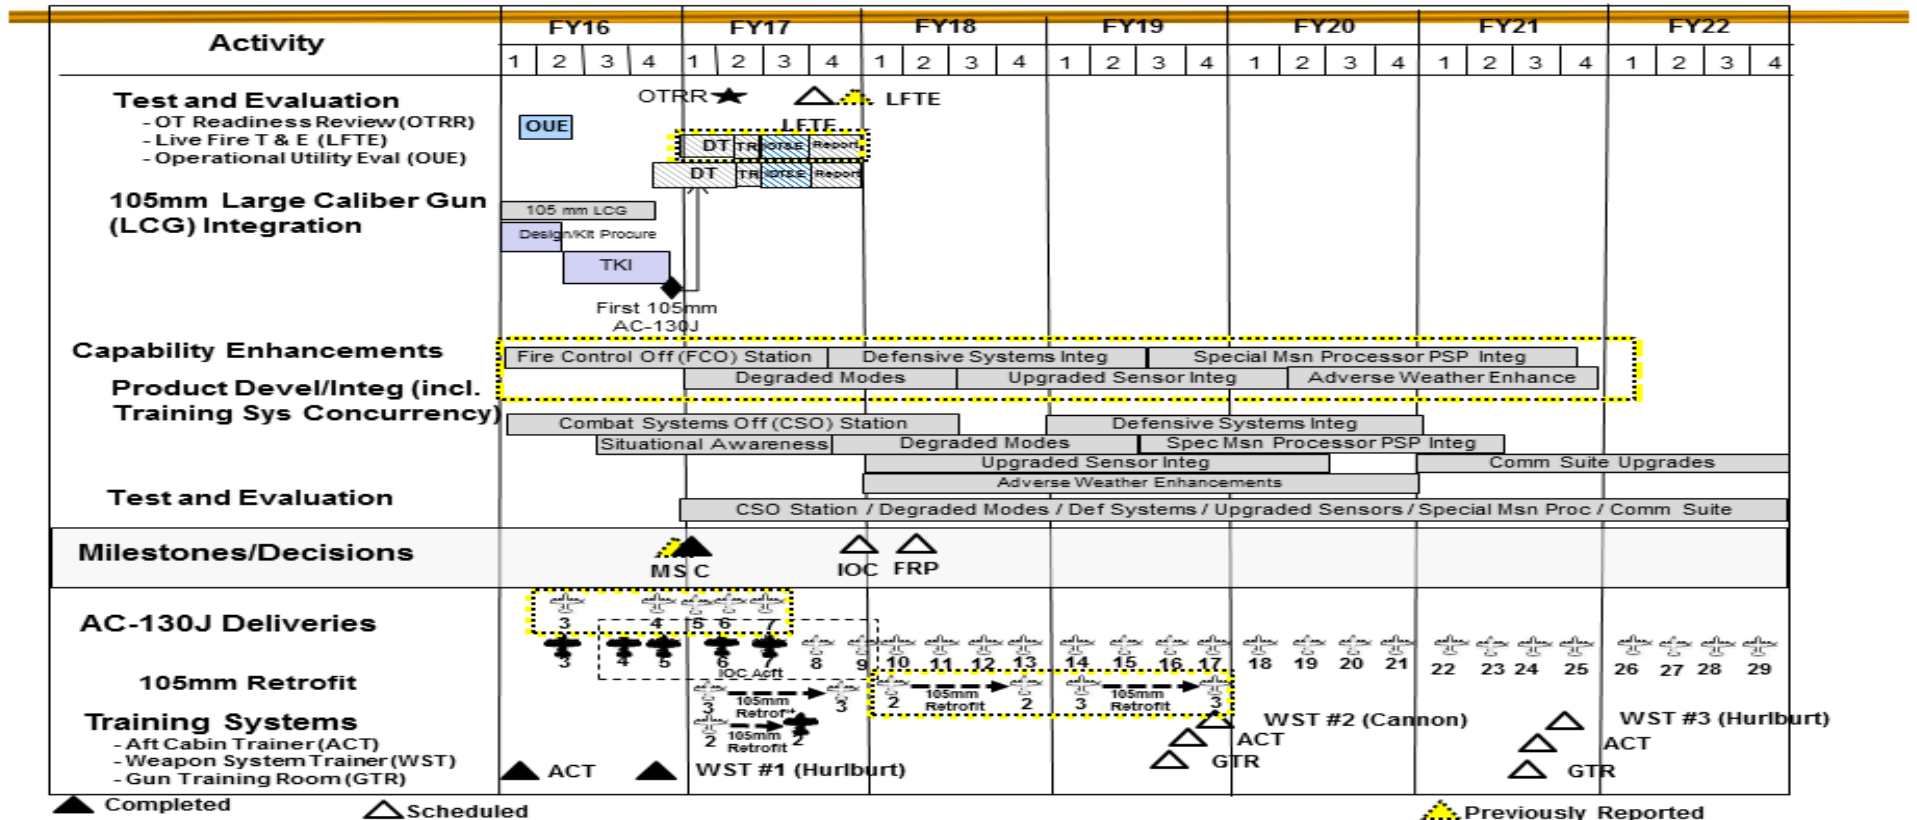 Activity
FY16 FY17 FY18 FY19 FY20 FY21 FY22
1 2 3 4 1 2 3 4 1 2 3 4 1 2 3 4 1 2 3 4 1 2 3 4 1 2 3 4
Test and Evaluation
- OT Readiness Review (OTRR)
- Live Fire T & E (LFTE)
- Operational Utility Eval (OUE)
OTRR LFTE
OUE
LFTE
DT TR IOT&E Report
DT TR IOT&E Report
105mm Large Caliber Gun
(LCG) Integration
105 mm LCG
Design/Kit Procure
TKI
First 105mm
AC-130J
Capability Enhancements
Product Devel/Integ (incl.
Training Sys Concurrency)
Fire Control Off (FCO) Station Defensive Systems Integ Special Msn Processor PSP Integ
Degraded Modes Upgraded Sensor Integ Adverse Weather Enhance
Combat Systems Off (CSO) Station Defensive Systems Integ
Situational Awareness Degraded Modes Spec Msn Processor PSP Integ
Upgraded Sensor Integ Comm Suite Upgrades
Adverse Weather Enhancements
Test and Evaluation
CSO Station / Degraded Modes / Def Systems / Upgraded Sensors / Special Msn Proc / Comm Suite
Milestones/Decisions
MS C IOC FRP
AC-130J Deliveries
3 4 5 6 7
3 4 5 6 7 8 9 10 11 12 13 14 15 16 17 18 19 20 21 22 23 24 25 26 27 28 29
IOC Acft
105mm Retrofit
3 105mm Retrofit 3
2 105mm Retrofit 2
3 105mm Retrofit 3
2 105mm Retrofit 2
Training Systems
- Aft Cabin Trainer (ACT)
- Weapon System Trainer (WST)
- Gun Training Room (GTR)
WST #2 (Cannon) WST #3 (Hurlburt)
ACT ACT
GTR GTR
ACT WST #1 (Hurlburt)
Completed
Scheduled
Previously Reported